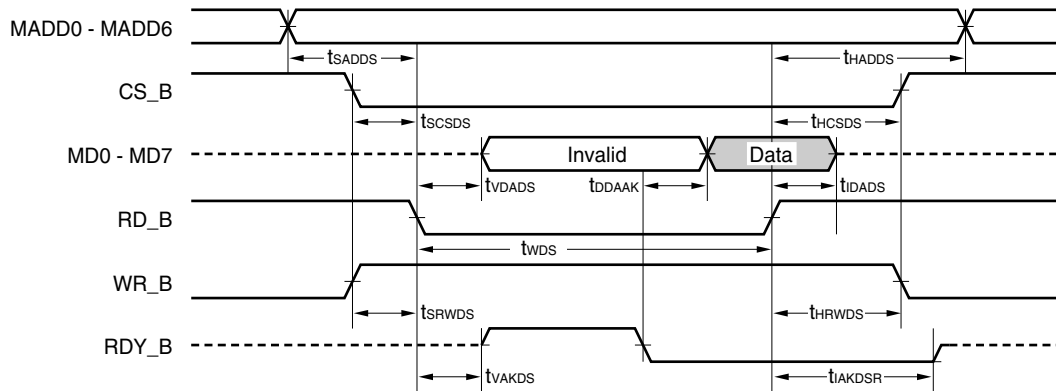 MADD0 - MADD6
tSADDS tHADDS
CS_B
tSCSDS tHCSDS
MD0 - MD7 Invalid Data
tVDADS tDDAAK tIDADS
RD_B
tWDS
WR_B
tSRWDS tHRWDS
RDY_B
tVAKDS tIAKDSR